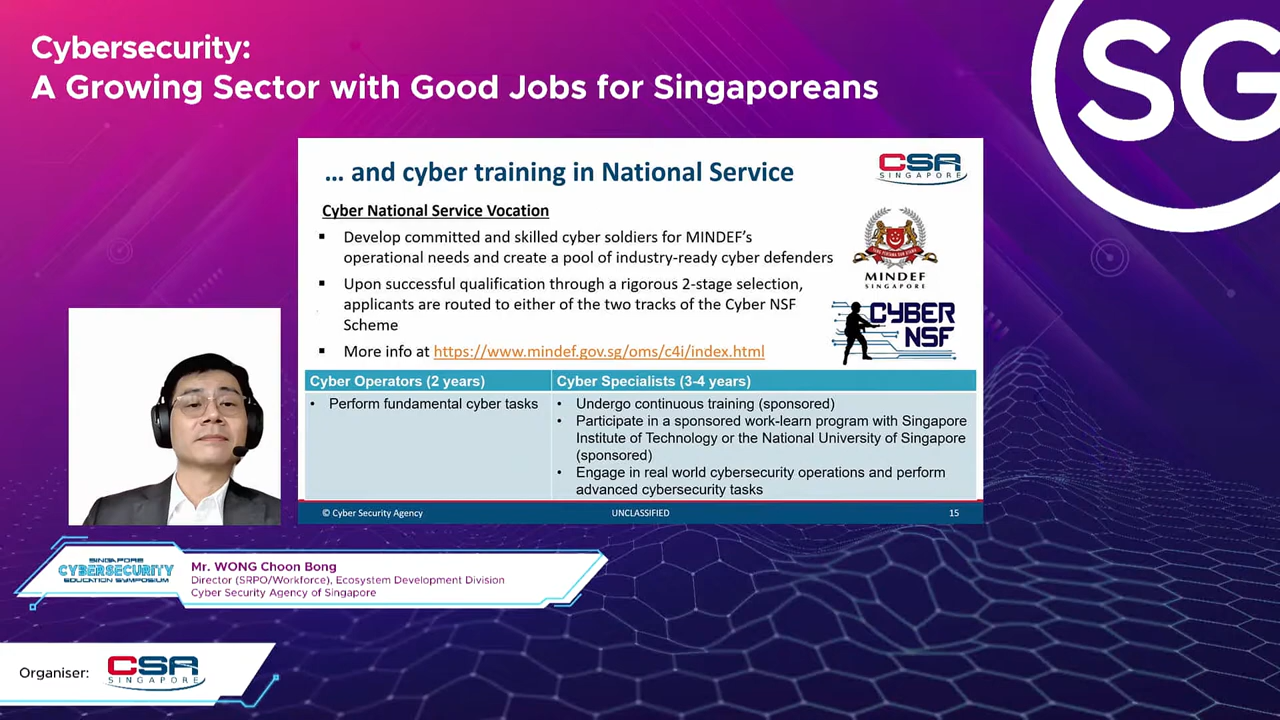 Cybersecurity:
A Growing Sector with Good Jobs for Singaporeans
SG
... and cyber training in National Service
CSA
SINGAPORE
Cyber National Service Vocation
▪ Develop committed and skilled cyber soldiers for MINDEF's
operational needs and create a pool of industry-ready cyber defenders
▪ Upon successful qualification through a rigorous 2-stage selection,
applicants are routed to either of the two tracks of the Cyber NSF
Scheme
▪ More info at https://www.mindef.gov.sg/oms/c4i/index.html
MINDEF
SINGAPORE
CYBER
NSF
Cyber Operators (2 years)
• Perform fundamental cyber tasks
Cyber Specialists (3-4 years)
• Undergo continuous training (sponsored)
• Participate in a sponsored work-learn program with Singapore
Institute of Technology or the National University of Singapore
(sponsored)
• Engage in real world cybersecurity operations and perform
advanced cybersecurity tasks
© Cyber Security Agency
UNCLASSIFIED
15
SINGAPORE
CYBERSECURITY
EDUCATION SYMPOSIUM
Mr. WONG Choon Bong
Director (SRPO/Workforce), Ecosystem Development Division
Cyber Security Agency of Singapore
Organiser:
CSA
SINGAPORE